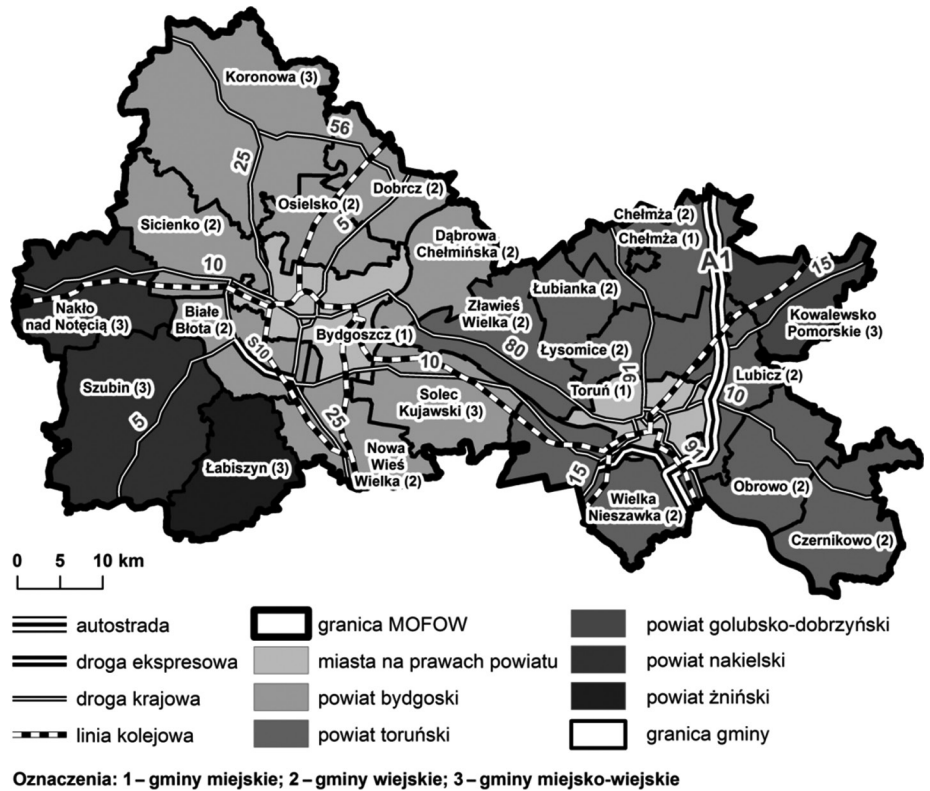 Koronowa (3)
56
25
Dobrcz (2)
Osielsko (2)
5
Sicienko (2)
Dąbrowa
Chełmińska (2)
Chełmża (2)
Chełmża (1)
A1
15
10
Łubianka (2)
Nakło
nad Notęcią (3)
Białe
Błota (2)
Bydgoszcz (1)
Zławieś
Wielka (2)
Kowalewsko
Pomorskie (3)
80
Łysomice (2)
S10
10
Szubin (3)
5
Solec
Kujawski (3)
Toruń (1)
91
Lubicz (2)
10
25
Nowa
Wieś
Wielka (2)
Łabiszyn (3)
15
91
Wielka
Nieszawka (2)
Obrowo (2)
Czernikowo (2)
0 5 10 km
autostrada
droga ekspresowa
droga krajowa
linia kolejowa
granica MOFOW
miasta na prawach powiatu
powiat bydgoski
powiat toruński
powiat golubsko-dobrzyński
powiat nakielski
powiat żniński
granica gminy
Oznaczenia: 1 – gminy miejskie; 2 – gminy wiejskie; 3 – gminy miejsko-wiejskie